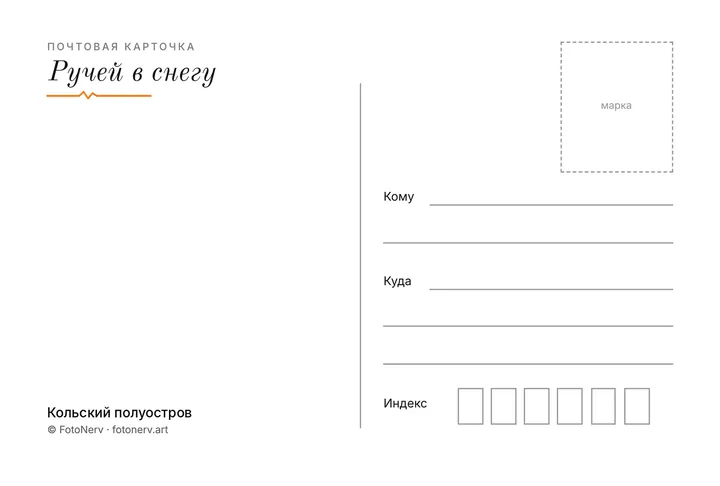 ПОЧТОВАЯ КАРТОЧКА
Ручей в снегу
марка
Кому
Куда
Индекс
Кольский полуостров
© FotoNerv · fotonerv.art